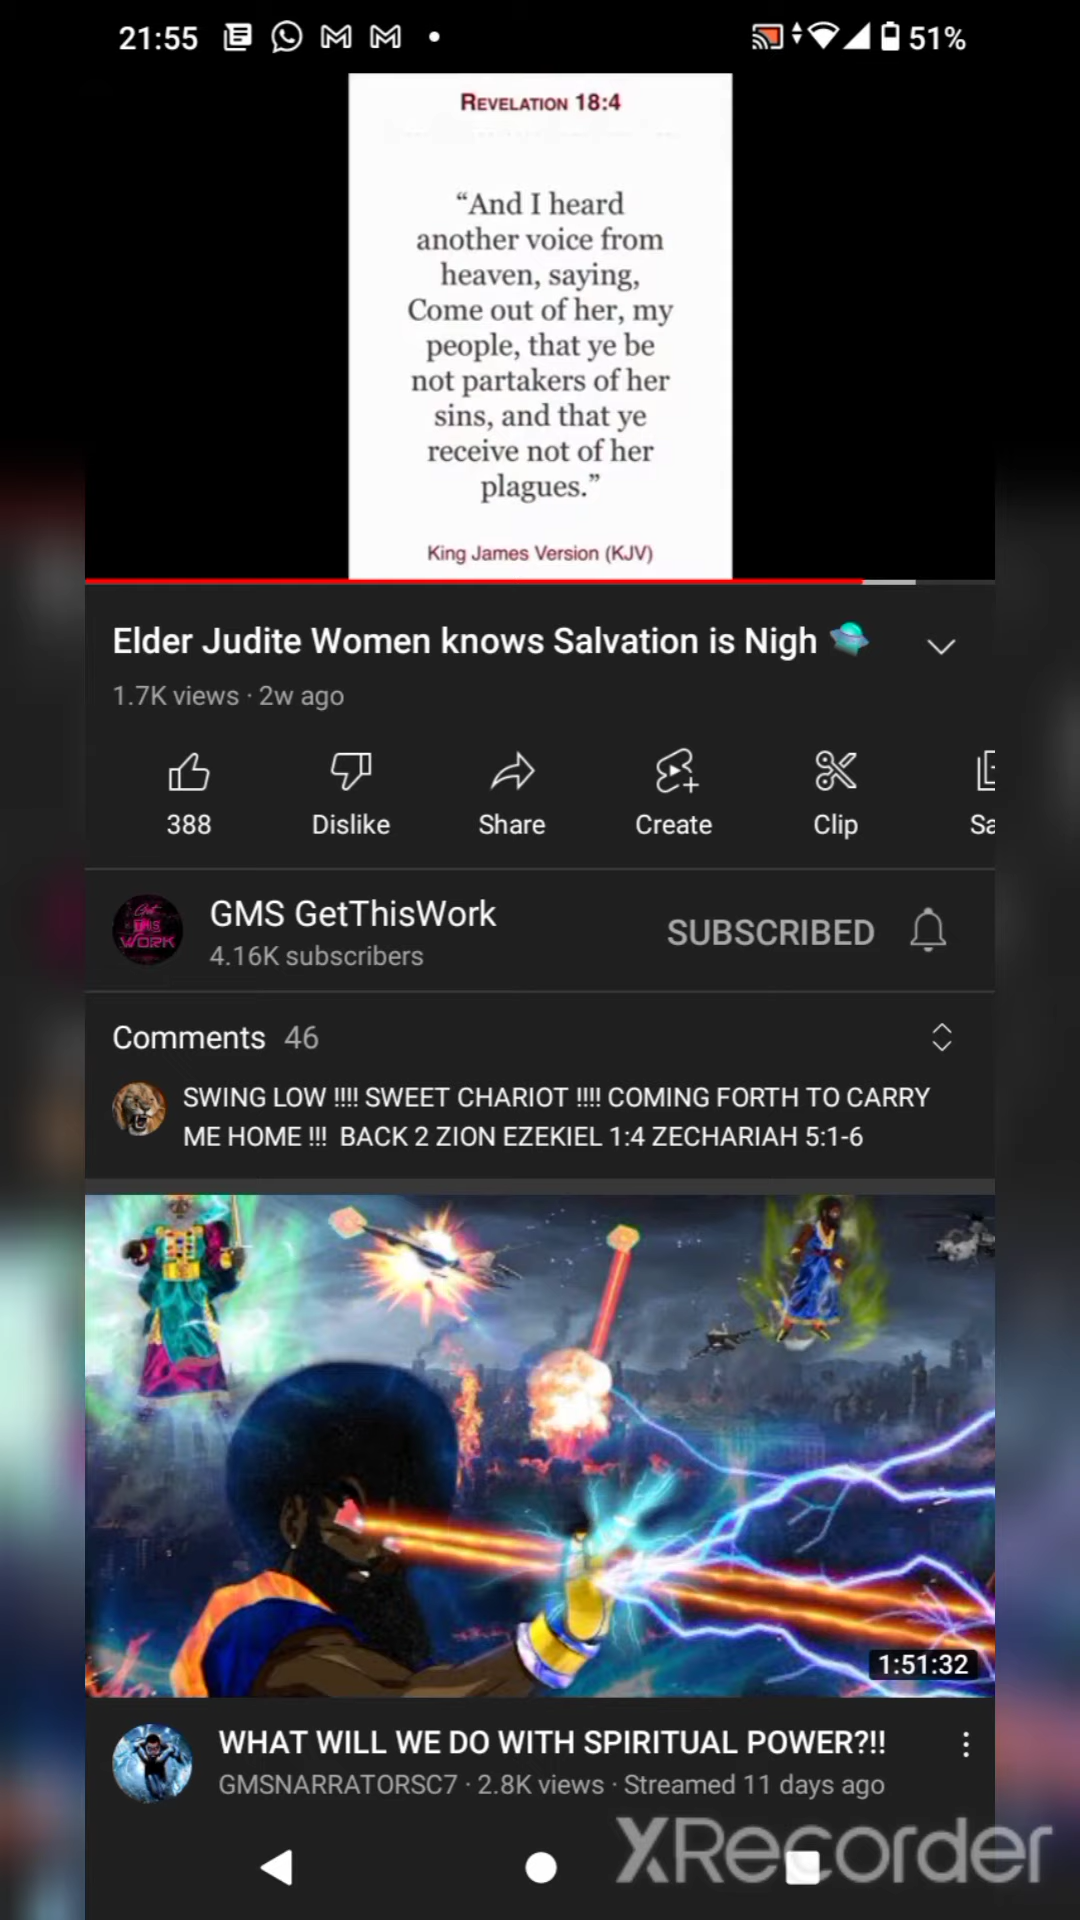 21:55
51%
REVELATION 18:4
“And I heard
another voice from
heaven, saying,
Come out of her, my
people, that ye be
not partakers of her
sins, and that ye
receive not of her
plagues.”
King James Version (KJV)
Elder Judite Women knows Salvation is Nigh
1.7K views · 2w ago
388 Dislike Share Create Clip Sa
Get THIS WORK
GMS GetThisWork
SUBSCRIBED
4.16K subscribers
Comments 46
SWING LOW !!!! SWEET CHARIOT !!!! COMING FORTH TO CARRY
ME HOME !!! BACK 2 ZION EZEKIEL 1:4 ZECHARIAH 5:1-6
1:51:32
WHAT WILL WE DO WITH SPIRITUAL POWER?!!
GMSNARRATORSC7 · 2.8K views · Streamed 11 days ago
XRecorder